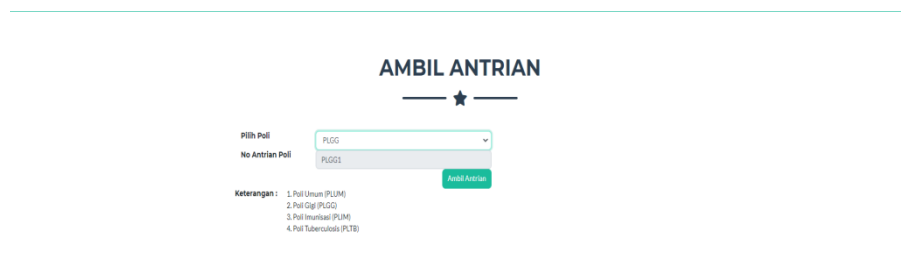 AMBIL ANTRIAN
Pilih Poli
PLGG
No Antrian Poli
PLGG1
Ambil Antrian
Keterangan :
1. Poli Umum (PLUM)
2. Poli Gigi (PLGG)
3. Poli Imunisasi (PLIM)
4. Poli Tuberculosis (PLTB)